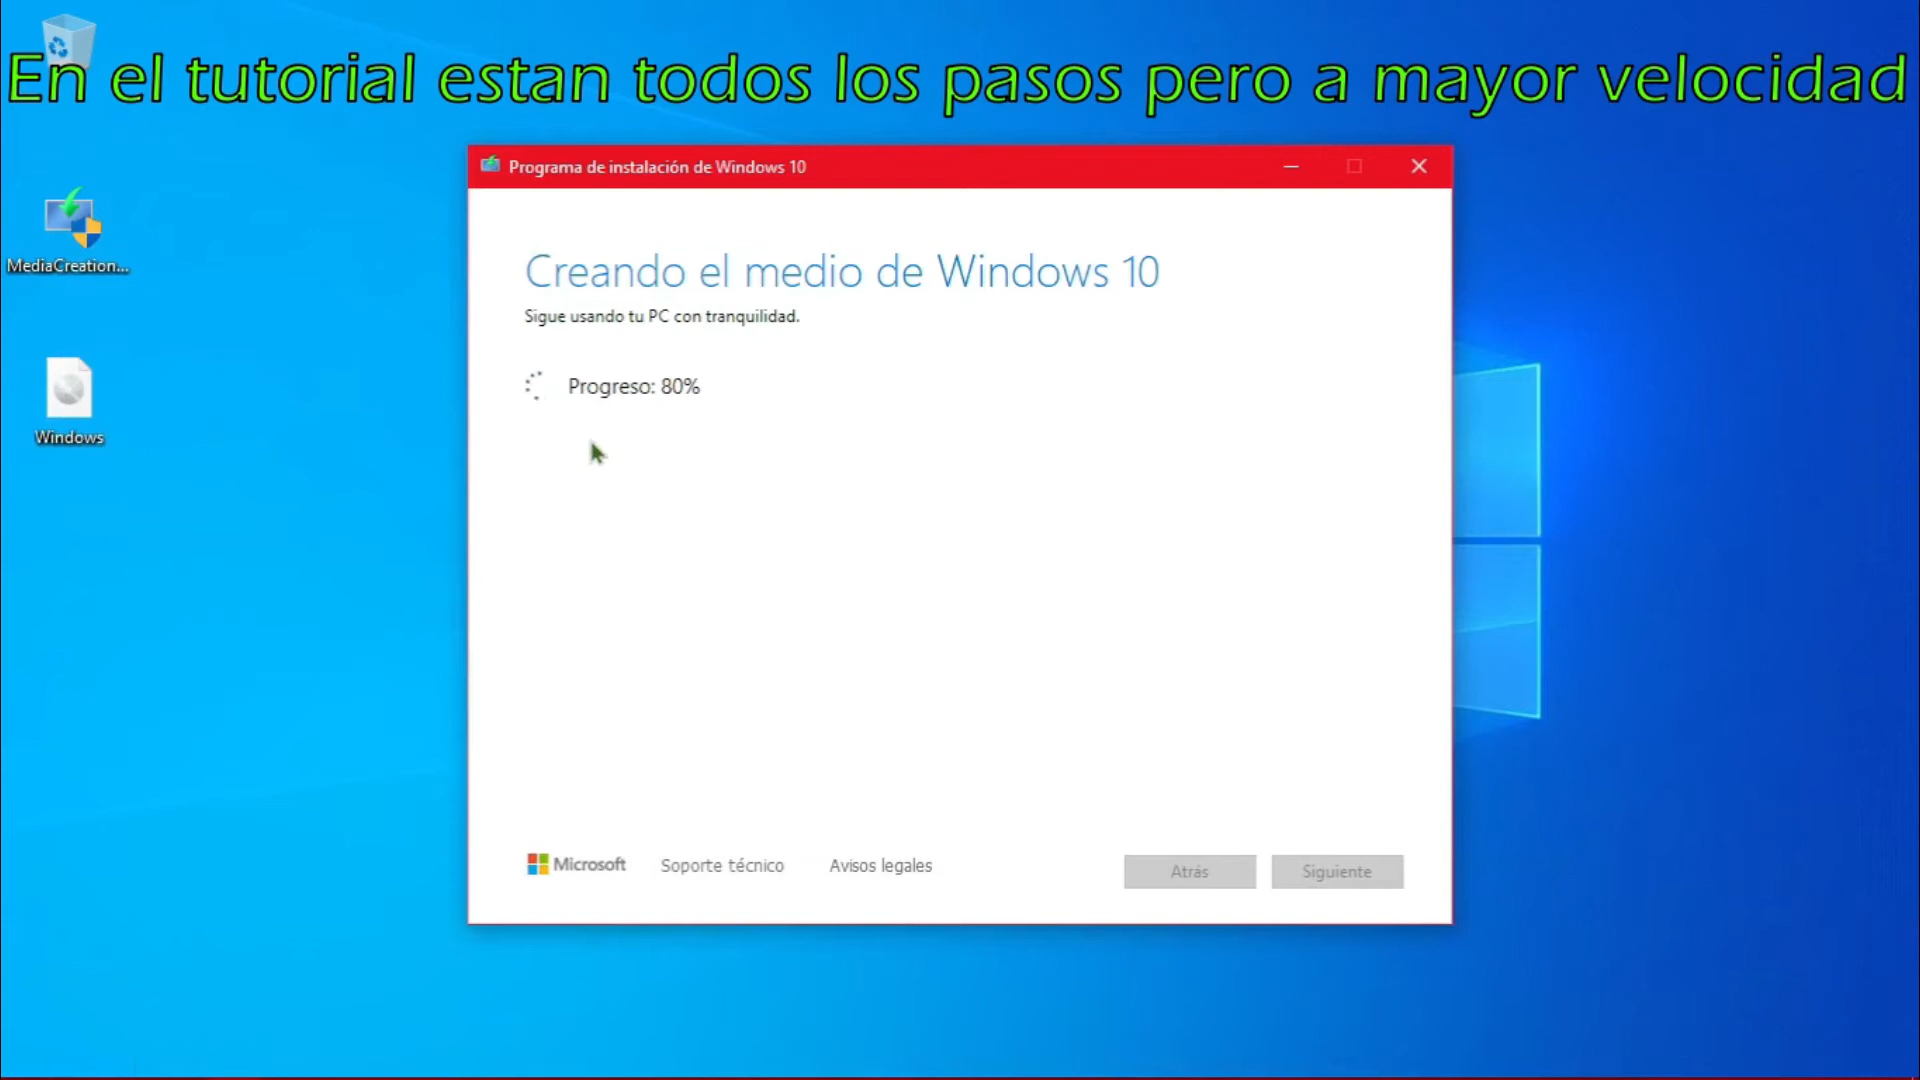 En el tutorial estan todos los pasos pero a mayor velocidad
MediaCreation...
Windows
Programa de instalación de Windows 10
Creando el medio de Windows 10
Sigue usando tu PC con tranquilidad.
Progreso: 80%
Microsoft
Soporte técnico
Avisos legales
Atrás
Siguiente